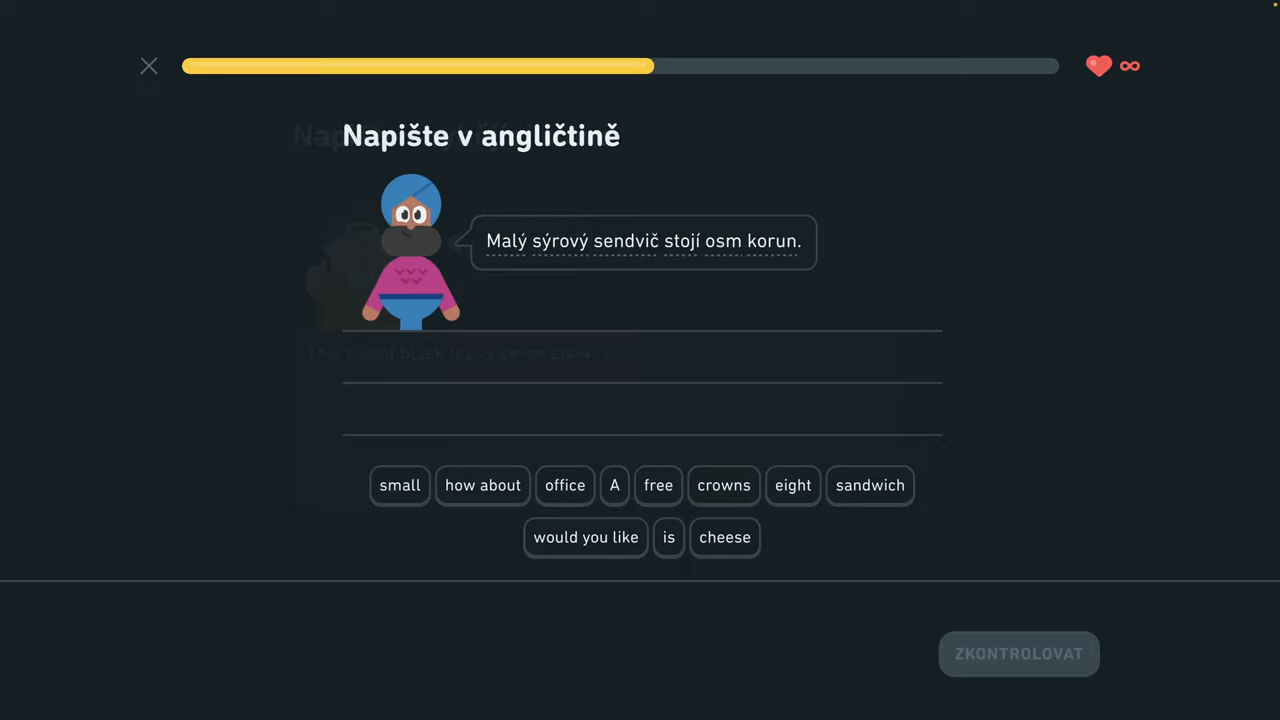 Napište v angličtině
Malý sýrový sendvič stojí osm korun.
small how about office A free crowns eight sandwich
would you like is cheese
ZKONTROLOVAT